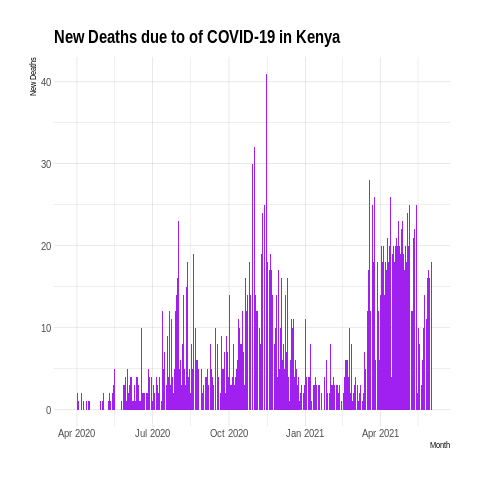 New Deaths due to of COVID-19 in Kenya
New Deaths
40
30
20
10
0
Apr 2020
Jul 2020
Oct 2020
Jan 2021
Apr 2021
Month